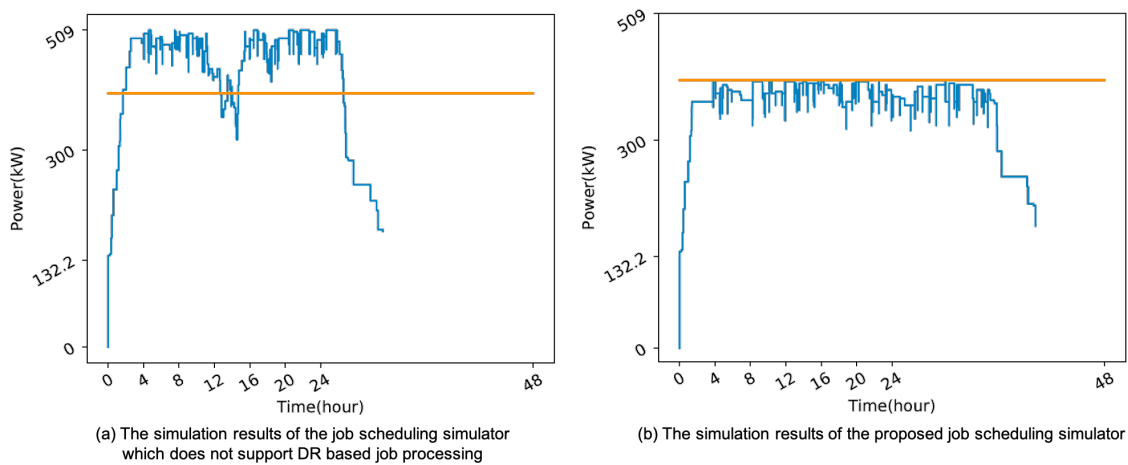 509
300
132.2
0
Power(kW)
0 4 8 12 16 20 24 48
Time(hour)
(a) The simulation results of the job scheduling simulator
which does not support DR based job processing
509
300
132.2
0
Power(kW)
0 4 8 12 16 20 24 48
Time(hour)
(b) The simulation results of the proposed job scheduling simulator